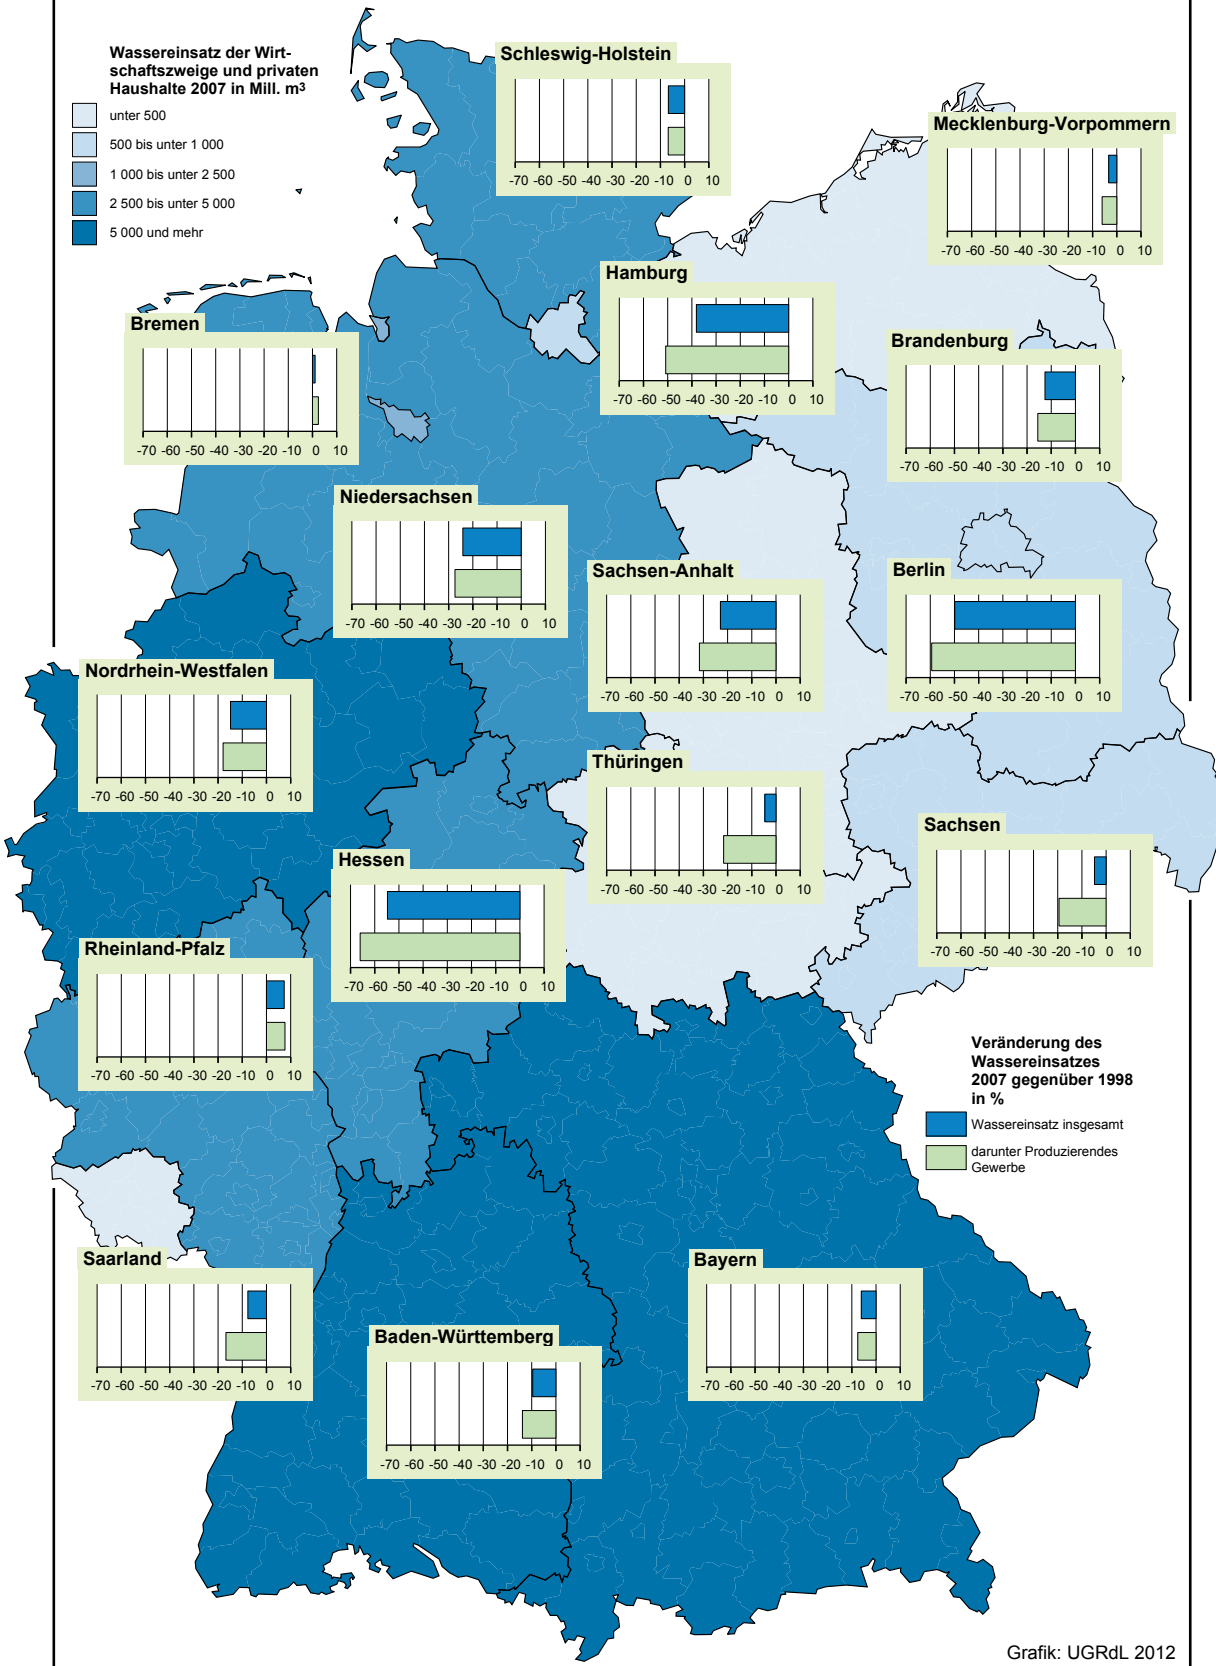 Wassereinsatz der Wirt-
schaftszweige und privaten
Haushalte 2007 in Mill. m³
unter 500
500 bis unter 1 000
1 000 bis unter 2 500
2 500 bis unter 5 000
5 000 und mehr
Schleswig-Holstein
-70 -60 -50 -40 -30 -20 -10 0 10
Mecklenburg-Vorpommern
-70 -60 -50 -40 -30 -20 -10 0 10
Hamburg
-70 -60 -50 -40 -30 -20 -10 0 10
Bremen
-70 -60 -50 -40 -30 -20 -10 0 10
Brandenburg
-70 -60 -50 -40 -30 -20 -10 0 10
Niedersachsen
-70 -60 -50 -40 -30 -20 -10 0 10
Sachsen-Anhalt
-70 -60 -50 -40 -30 -20 -10 0 10
Berlin
-70 -60 -50 -40 -30 -20 -10 0 10
Nordrhein-Westfalen
-70 -60 -50 -40 -30 -20 -10 0 10
Thüringen
-70 -60 -50 -40 -30 -20 -10 0 10
Sachsen
-70 -60 -50 -40 -30 -20 -10 0 10
Hessen
-70 -60 -50 -40 -30 -20 -10 0 10
Rheinland-Pfalz
-70 -60 -50 -40 -30 -20 -10 0 10
Veränderung des
Wassereinsatzes
2007 gegenüber 1998
in %
Wassereinsatz insgesamt
darunter Produzierendes
Gewerbe
Saarland
-70 -60 -50 -40 -30 -20 -10 0 10
Bayern
-70 -60 -50 -40 -30 -20 -10 0 10
Baden-Württemberg
-70 -60 -50 -40 -30 -20 -10 0 10
Grafik: UGRdL 2012